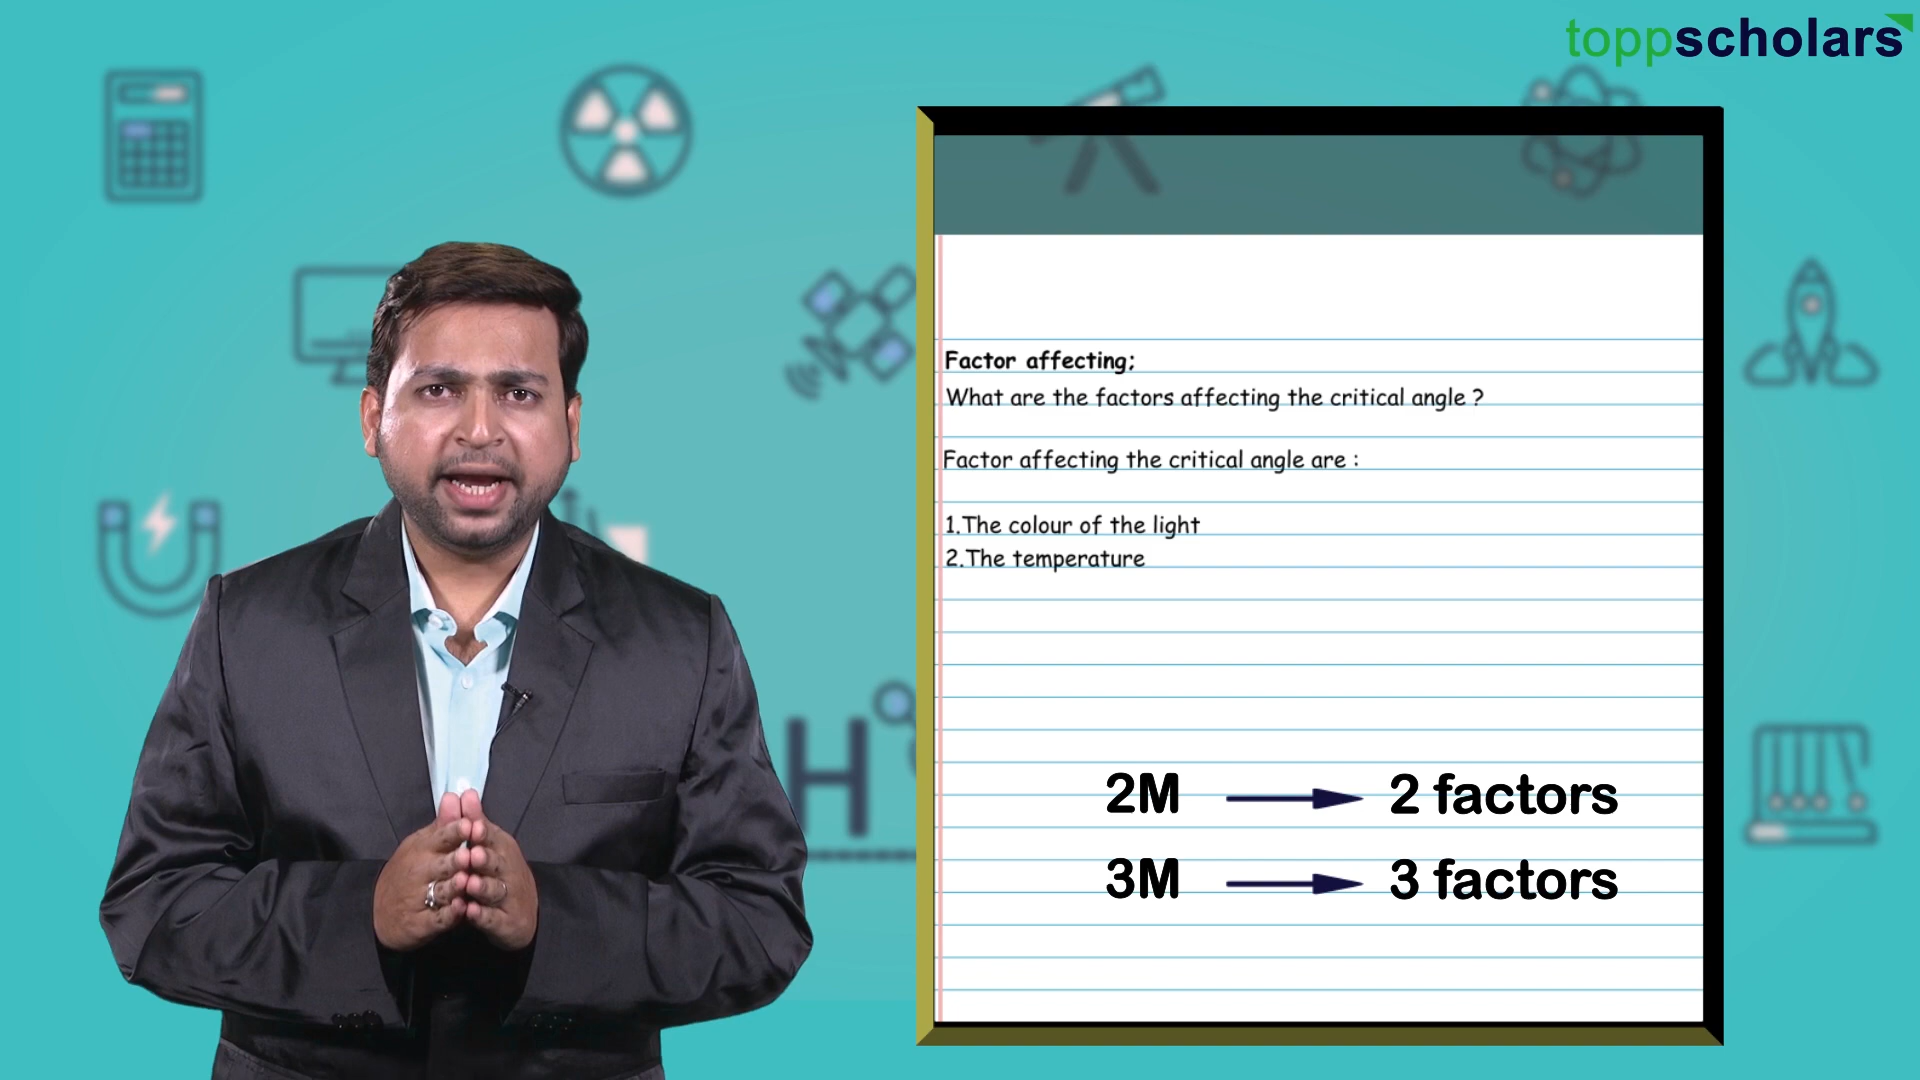 toppscholars
Factor affecting;
What are the factors affecting the critical angle ?
Factor affecting the critical angle are :
1.The colour of the light
2.The temperature
2M → 2 factors
3M → 3 factors
H